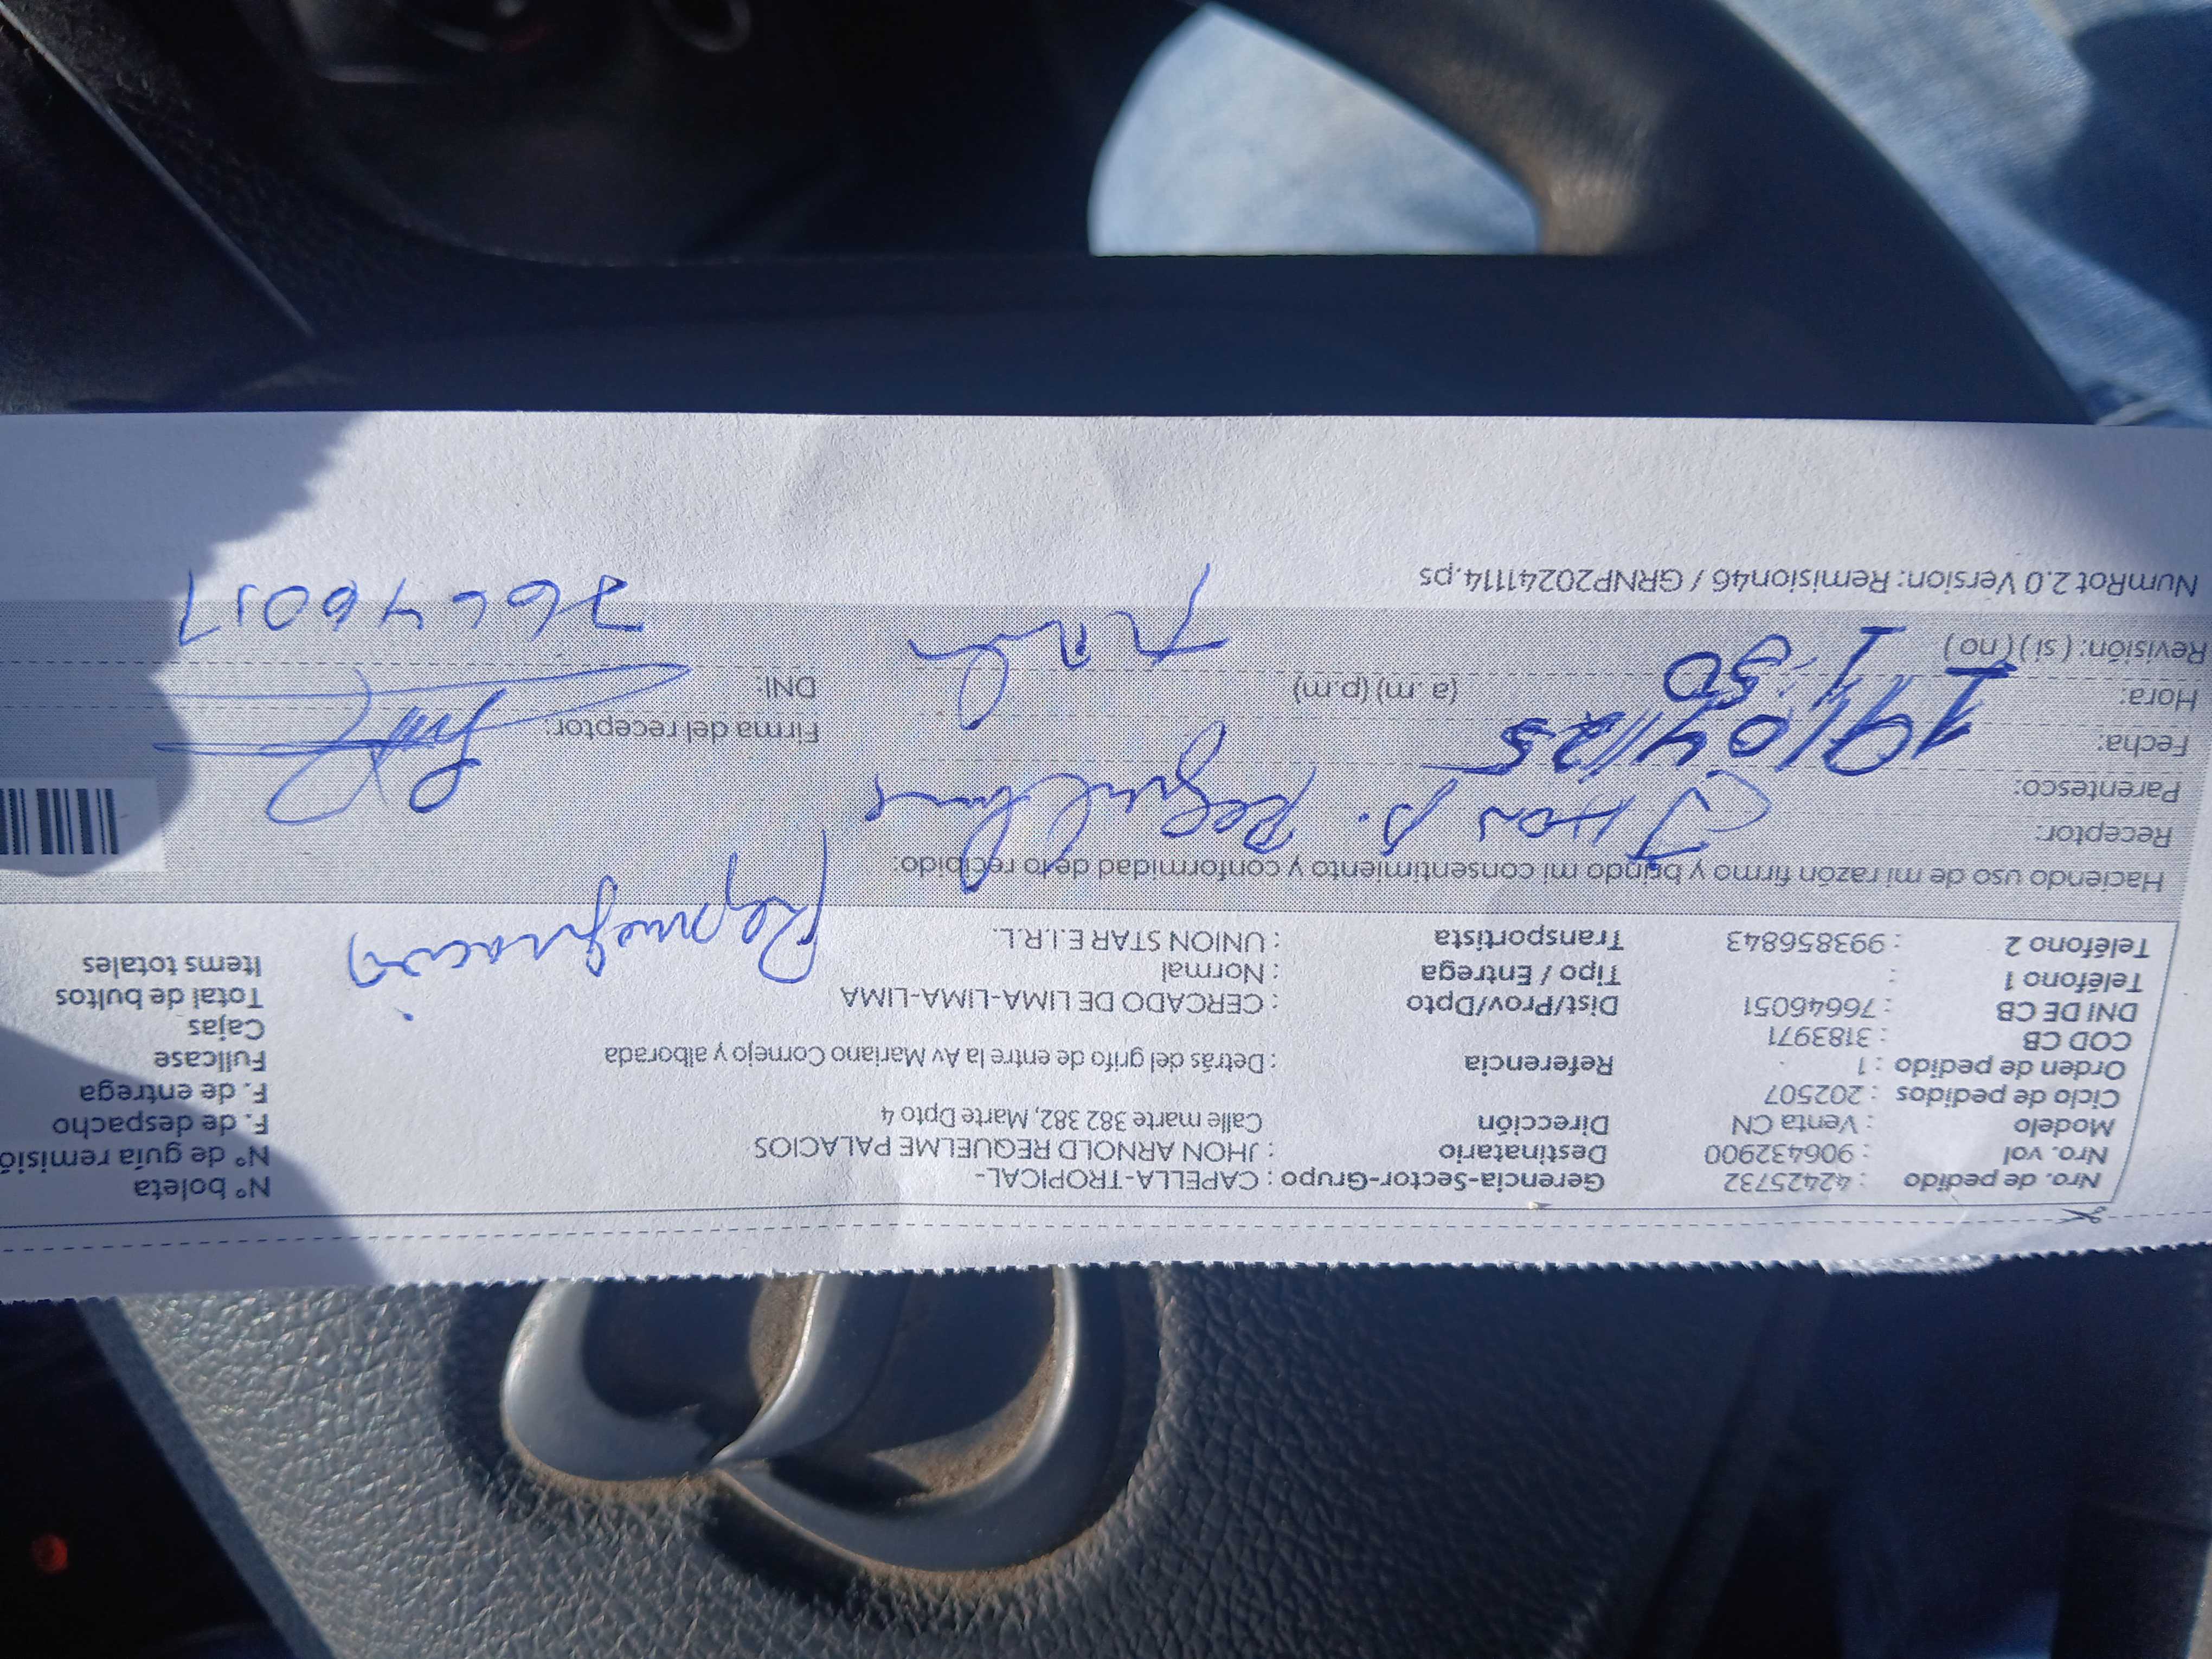 Nro. de pedido : 42425732 Gerencia-Sector-Grupo : CAPELLA-TROPICAL- N° boleta
Nro. vol : 906432900 Destinatario : JHON ARNOLD REQUELME PALACIOS N° de guía remisió
Modelo : Venta CN Dirección Calle marte 382 382, Marte Dpto 4 F. de despacho
Ciclo de pedidos : 202507 F. de entrega
Orden de pedido : 1 Referencia : Detrás del grifo de entre la Av Mariano Cornejo y alborada Fullcase
COD CB : 3183971 Cajas
DNI DE CB : 76646051 Dist/Prov/Dpto : CERCADO DE LIMA-LIMA-LIMA Total de bultos
Teléfono 1 : Tipo / Entrega : Normal Items totales
Teléfono 2 : 993856843 Transportista : UNION STAR E.I.R.L.
Haciendo uso de mi razón firmo y brindo mi consentimiento y conformidad de lo recibido:
Receptor:
Parentesco:
Fecha: 19/04/25 Firma del receptor:
Hora: 1:50 (a.m) (p.m) DNI: 76646051
Revisión: ( si ) ( no )
NumRot 2.0 Version: Remision46 / GRNP20241114.ps